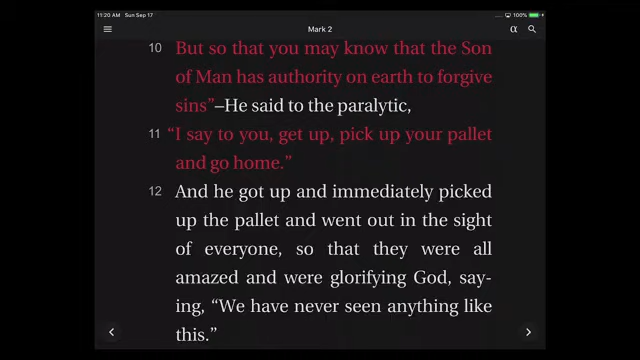 11:20 AM Sun Sep 17
100%
Mark 2
α
10 But so that you may know that the Son
of Man has authority on earth to forgive
sins”–He said to the paralytic,
11 “I say to you, get up, pick up your pallet
and go home.”
12 And he got up and immediately picked
up the pallet and went out in the sight
of everyone, so that they were all
amazed and were glorifying God, say-
ing, “We have never seen anything like
this.”